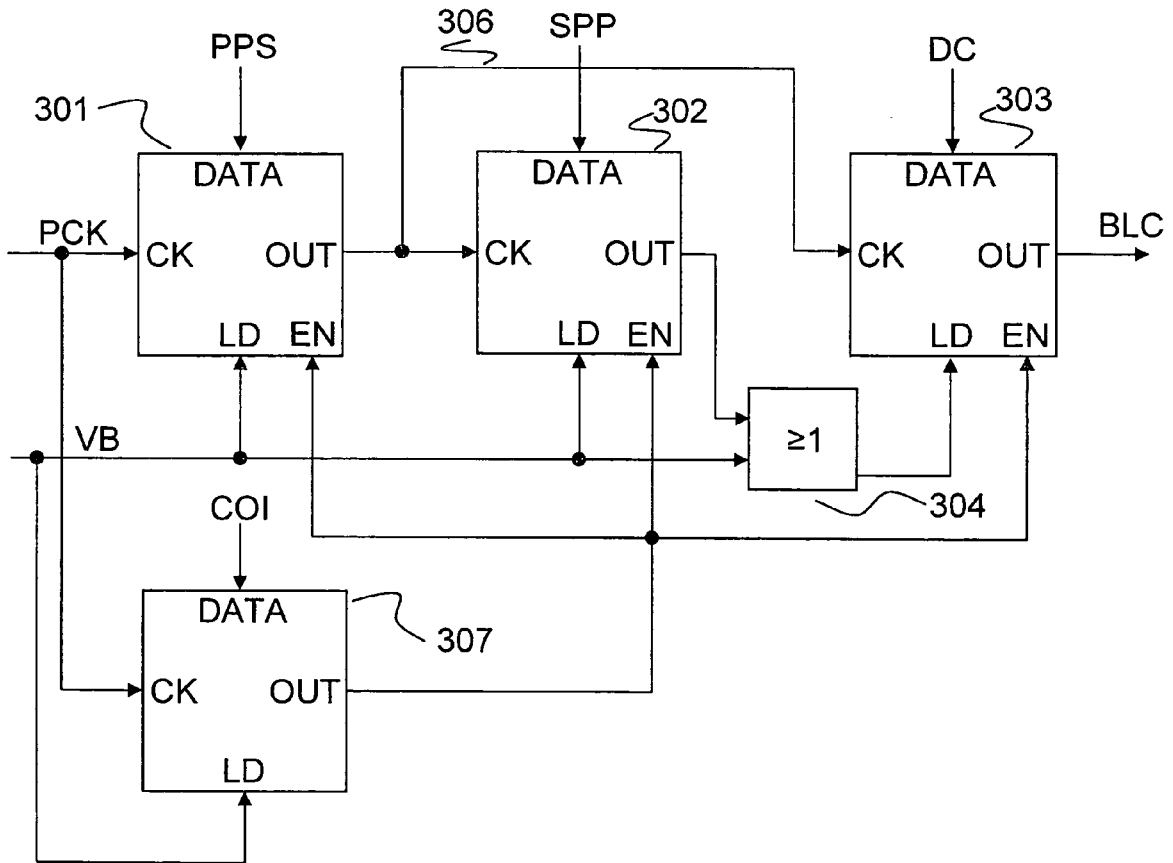 PPS
306
SPP
DC
301
302
303
DATA
DATA
DATA
PCK
CK
OUT
CK
OUT
CK
OUT
BLC
LD
EN
LD
EN
LD
EN
VB
≥1
COI
304
DATA
307
CK
OUT
LD